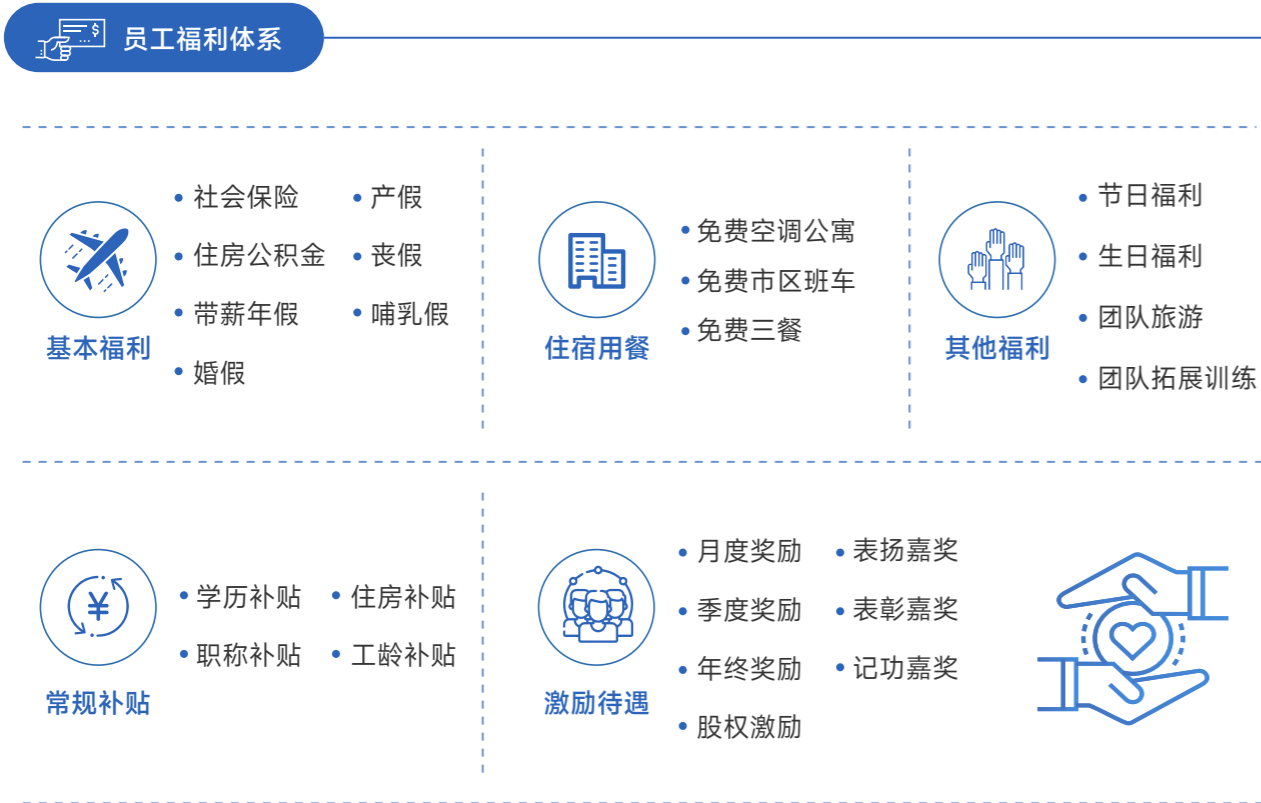 员工福利体系
社会保险
产假
住房公积金
丧假
带薪年假
哺乳假
婚假
基本福利
免费空调公寓
免费市区班车
免费三餐
住宿用餐
节日福利
生日福利
团队旅游
团队拓展训练
其他福利
学历补贴
住房补贴
职称补贴
工龄补贴
常规补贴
月度奖励
表扬嘉奖
季度奖励
表彰嘉奖
年终奖励
记功嘉奖
股权激励
激励待遇